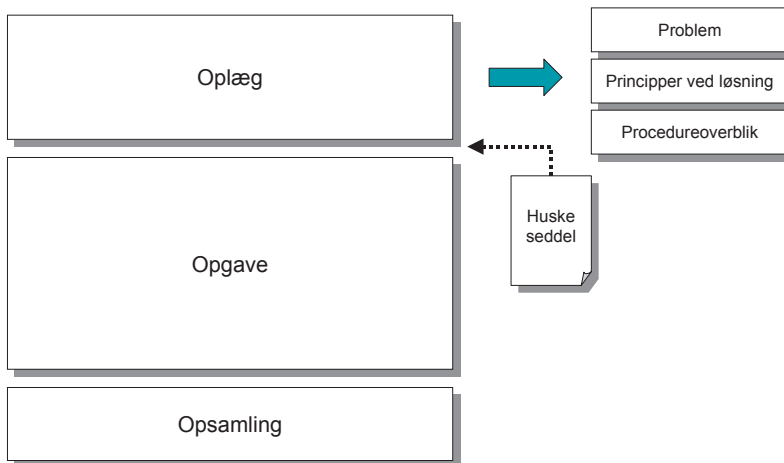 Oplæg
Problem
Principper ved løsning
Procedureoverblik
Huske
seddel
Opgave
Opsamling